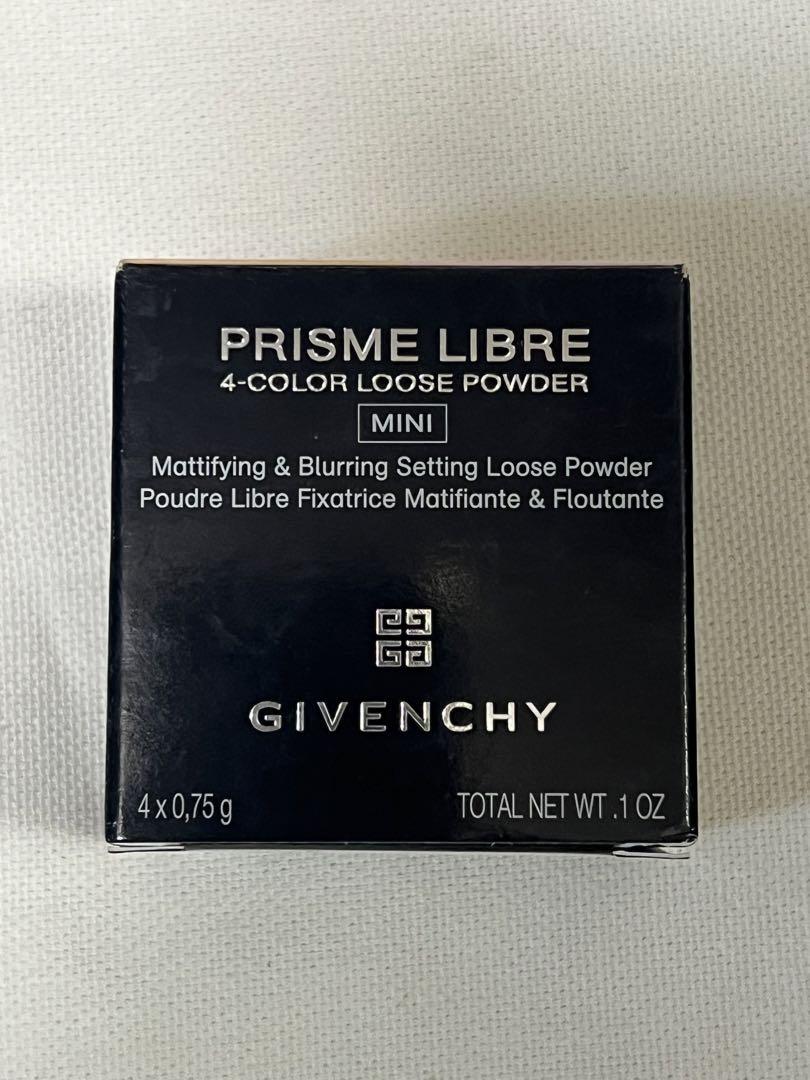 PRISME LIBRE
4-COLOR LOOSE POWDER
MINI
Mattifying & Blurring Setting Loose Powder
Poudre Libre Fixatrice Matifiante & Floutante
GIVENCHY
4 x 0,75 g TOTAL NET WT .1 OZ